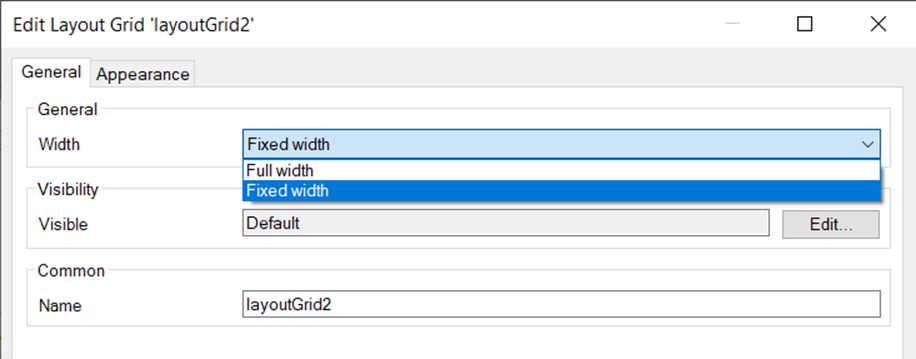 Edit Layout Grid 'layoutGrid2'
General Appearance
General
Width Fixed width
Full width
Fixed width
Visibility
Visible Default Edit...
Common
Name layoutGrid2